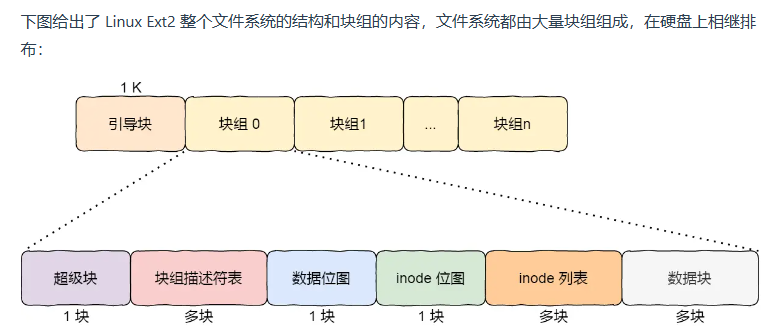 下图给出了 Linux Ext2 整个文件系统的结构和块组的内容，文件系统都由大量块组组成，在硬盘上相继排
布：
1 K
引导块 块组 0 块组1 ... 块组n
超级块 块组描述符表 数据位图 inode 位图 inode 列表 数据块
1 块 多块 1 块 1 块 多块 多块